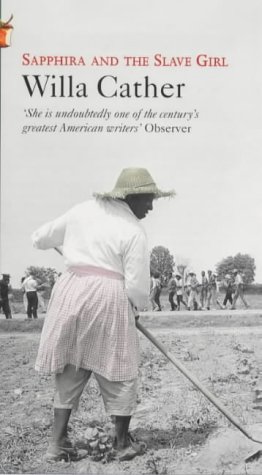 SAPPHIRA AND THE SLAVE GIRL
Willa Cather
‘She is undoubtedly one of the century’s
greatest American writers’ Observer